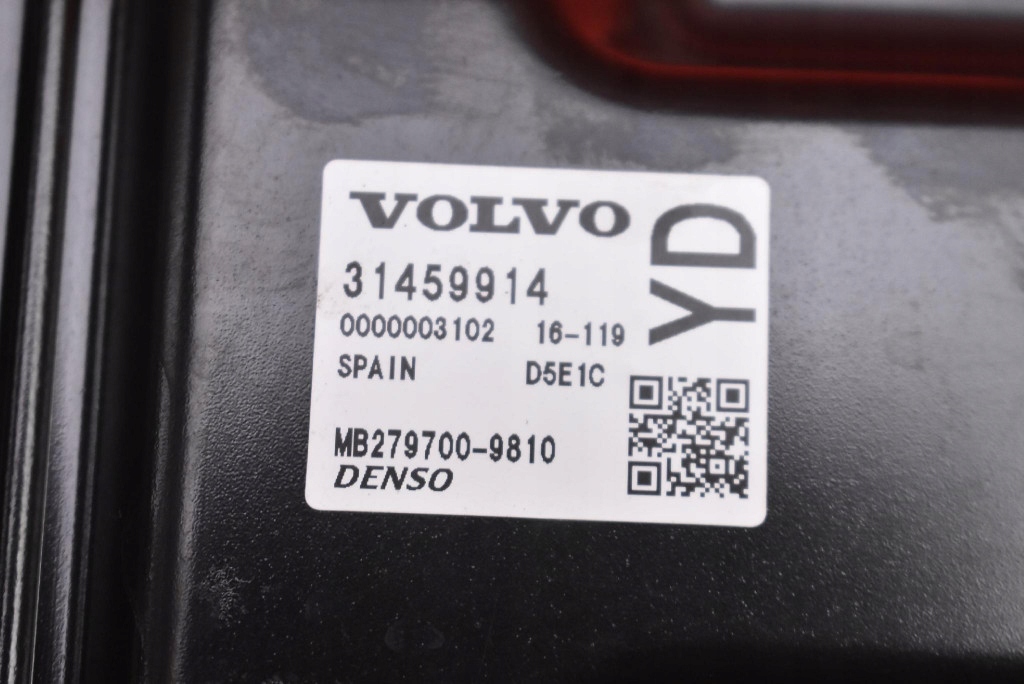 VOLVO
YD
31459914
0000003102 16-119
SPAIN D5E1C
MB279700-9810
DENSO